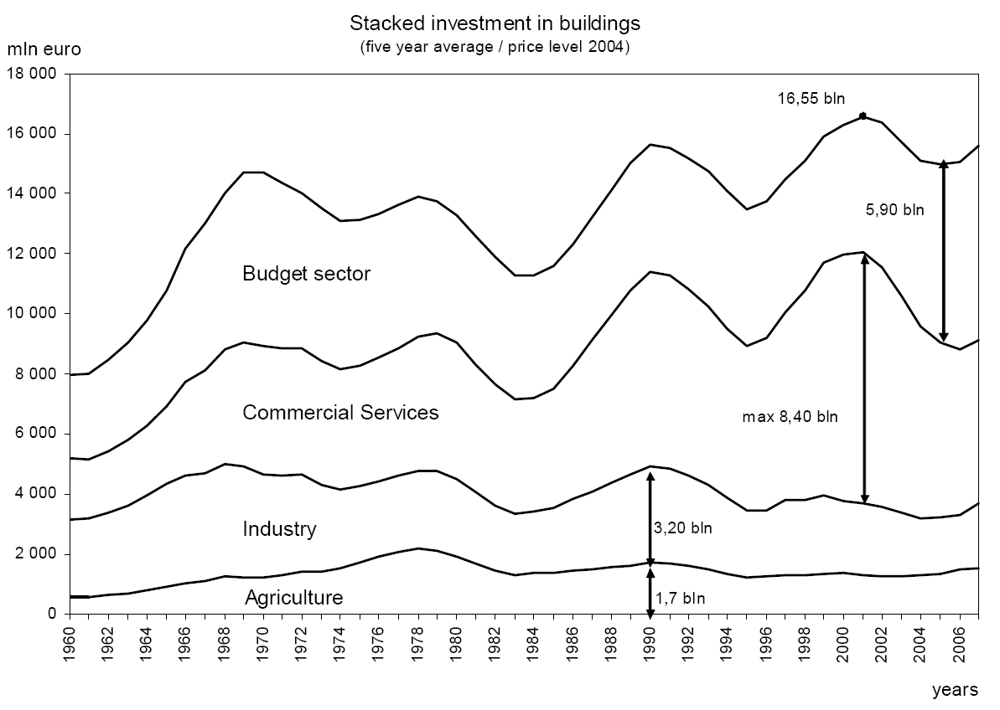 Stacked investment in buildings
(five year average / price level 2004)
mln euro
18 000
16,55 bln
16 000
14 000
5,90 bln
12 000
Budget sector
10 000
8 000
Commercial Services
max 8,40 bln
6 000
4 000
Industry
3,20 bln
2 000
Agriculture
1,7 bln
0
1960 1962 1964 1966 1968 1970 1972 1974 1976 1978 1980 1982 1984 1986 1988 1990 1992 1994 1996 1998 2000 2002 2004 2006
years